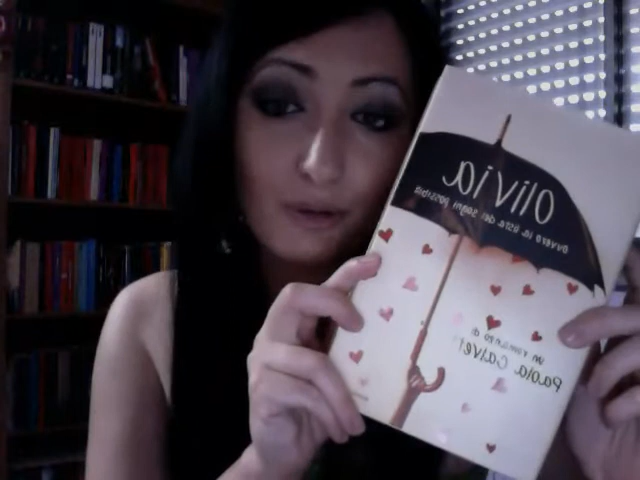 Olivia
ovvero la lista dei sogni possibili
un romanzo di
Paola Calvetti